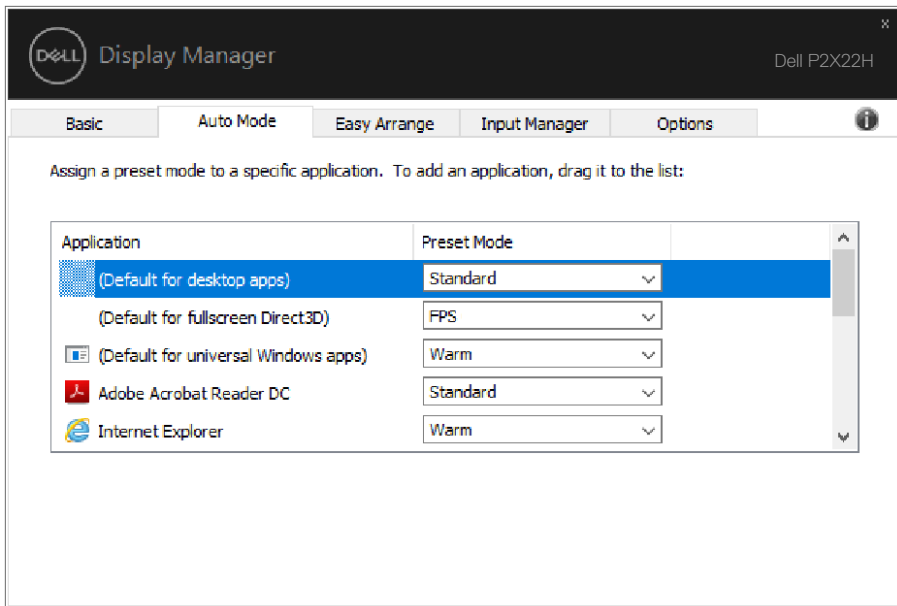 x
DELL Display Manager
Dell P2X22H
Basic Auto Mode Easy Arrange Input Manager Options
Assign a preset mode to a specific application. To add an application, drag it to the list:
Application Preset Mode
(Default for desktop apps) Standard
(Default for fullscreen Direct3D) FPS
(Default for universal Windows apps) Warm
Adobe Acrobat Reader DC Standard
Internet Explorer Warm